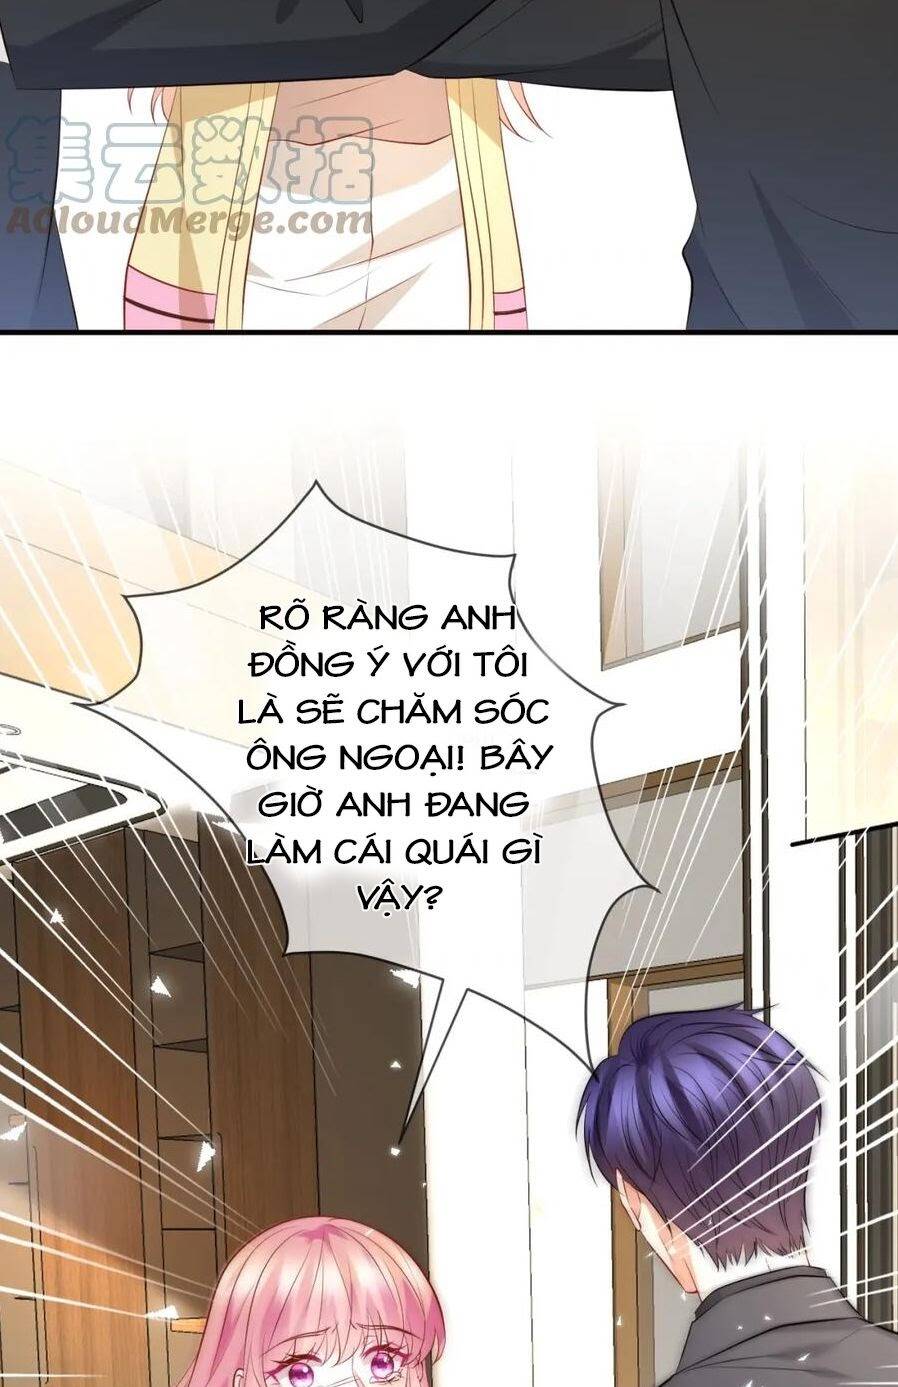 集云数据
AcloudMerge.com
RÕ RÀNG ANH
ĐỒNG Ý VỚI TÔI
LÀ SẼ CHĂM SÓC
ÔNG NGOẠI! BÂY
GIỜ ANH ĐANG
LÀM CÁI QUÁI GÌ
VẬY?